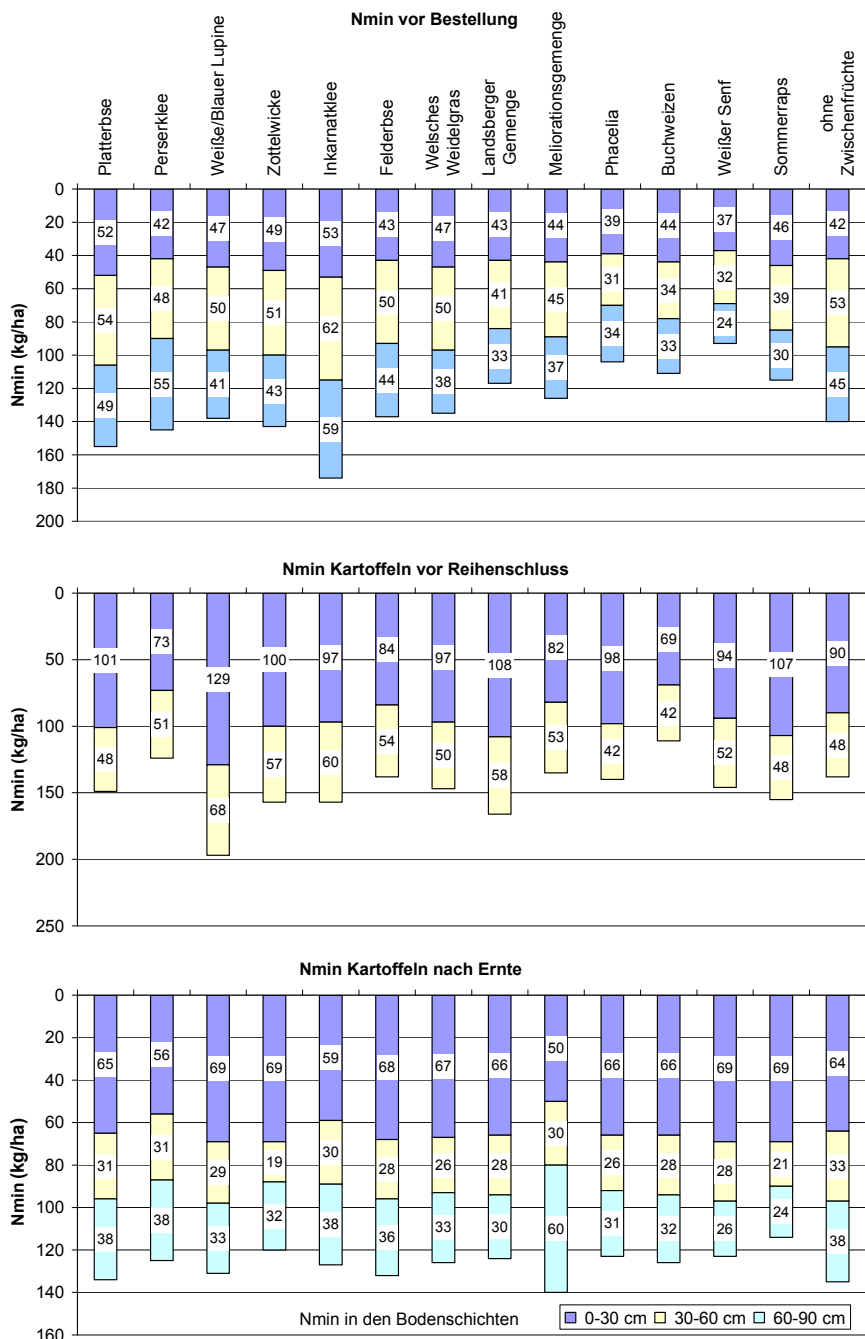 Nmin vor Bestellung
Platterbse
Perserklee
Weiße/Blauer Lupine
Zottelwicke
Inkarnatklee
Felderbse
Welsches
Weidelgras
Landsberger
Gemenge
Meliorationsgemenge
Phacelia
Buchweizen
Weißer Senf
Sommerraps
ohne
Zwischenfrüchte
Nmin (kg/ha)
0
20
40
60
80
100
120
140
160
180
200
52 42 47 49 53 43 47 43 44 39 44 37 46 42
54 48 50 51 62 50 50 41 45 31 34 32 39 53
49 55 41 43 59 44 38 33 37 34 33 24 30 45
Nmin Kartoffeln vor Reihenschluss
Nmin (kg/ha)
0
50
100
150
200
250
101 73 129 100 97 84 97 108 82 98 69 94 107 90
48 51 68 57 60 54 50 58 53 42 42 52 48 48
Nmin Kartoffeln nach Ernte
Nmin (kg/ha)
0
20
40
60
80
100
120
140
160
65 56 69 69 59 68 67 66 50 66 66 69 69 64
31 31 29 19 30 28 26 28 30 26 28 28 21 33
38 38 33 32 38 36 33 30 60 31 32 26 24 38
Nmin in den Bodenschichten
0-30 cm 30-60 cm 60-90 cm